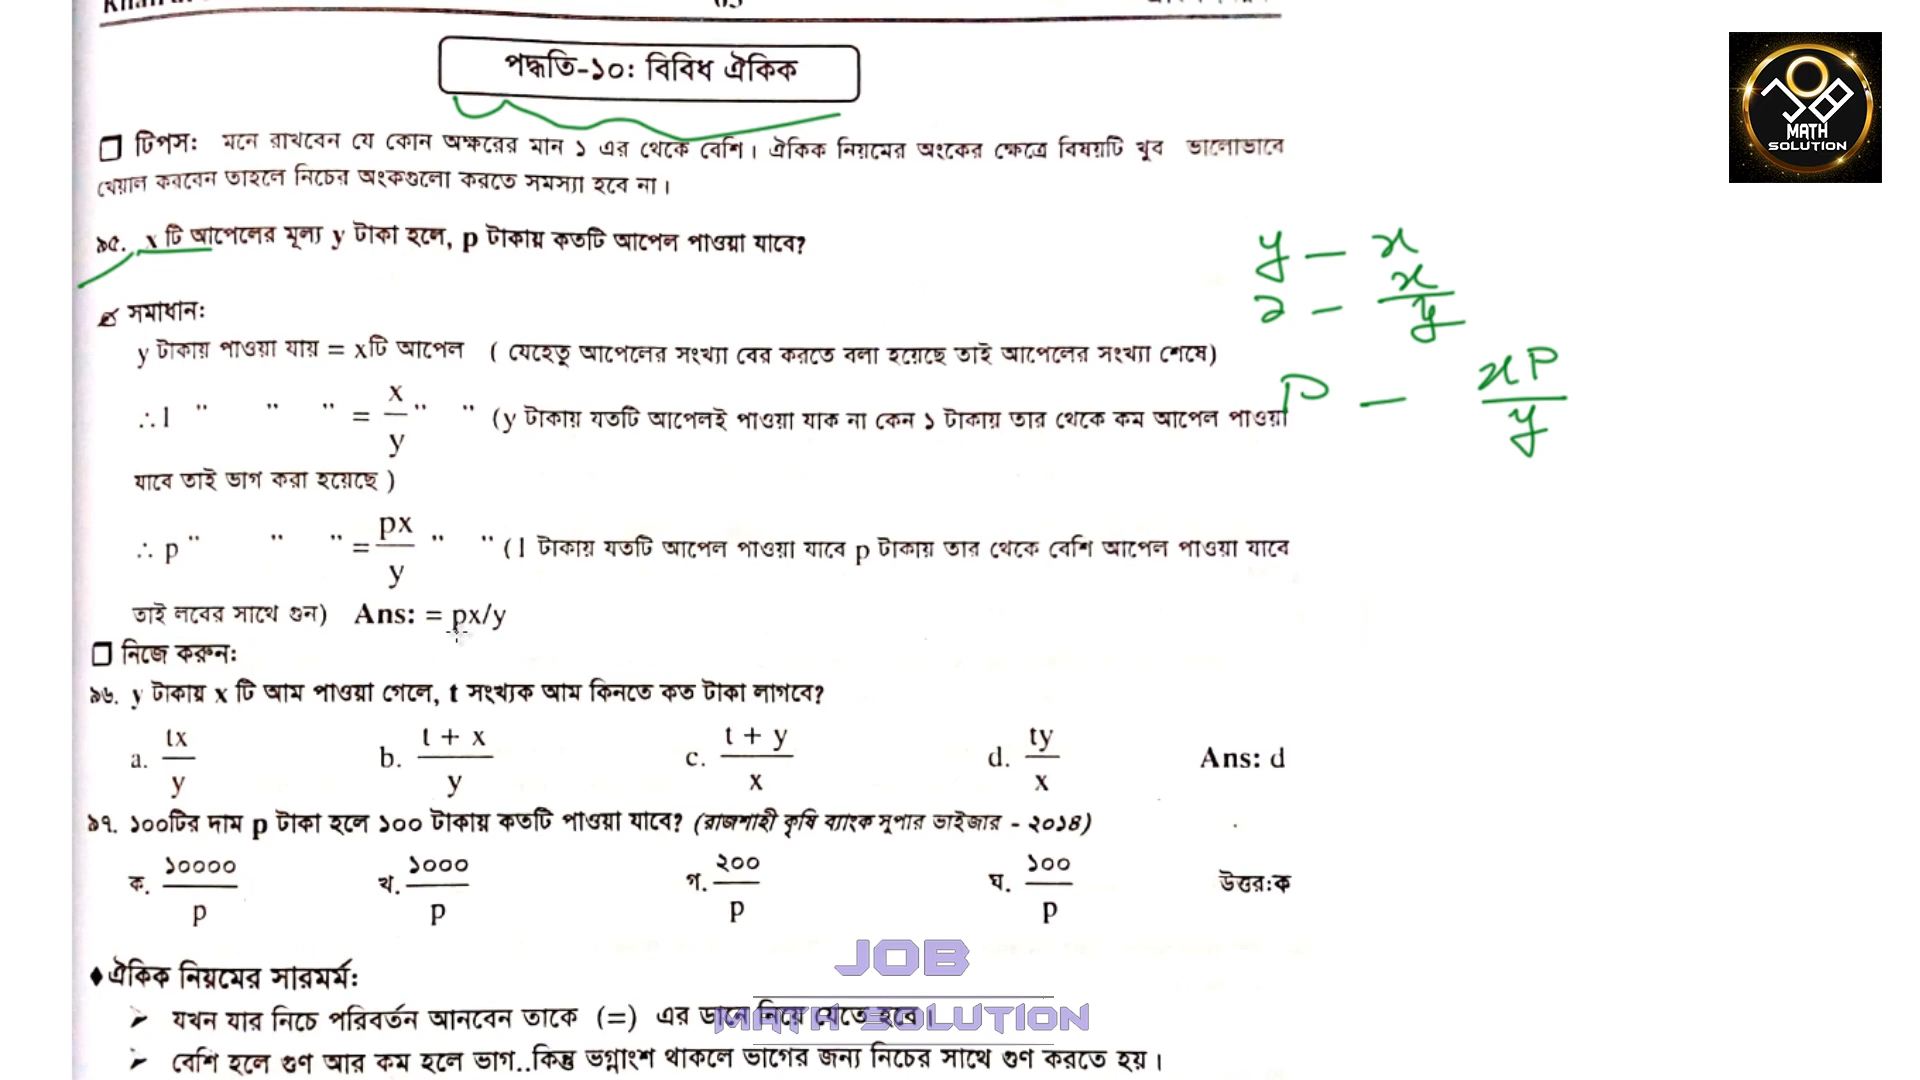 পদ্ধতি-১০: বিবিধ ঐকিক
❐ টিপস: মনে রাখবেন যে কোন অক্ষরের মান ১ এর থেকে বেশি। ঐকিক নিয়মের অংকের ক্ষেত্রে বিষয়টি খুব ভালোভাবে
খেয়াল করবেন তাহলে নিচের অংকগুলো করতে সমস্যা হবে না।
৯৫. x টি আপেলের মূল্য y টাকা হলে, p টাকায় কতটি আপেল পাওয়া যাবে?
সমাধান:
y টাকায় পাওয়া যায় = xটি আপেল ( যেহেতু আপেলের সংখ্যা বের করতে বলা হয়েছে তাই আপেলের সংখ্যা শেষে)
∴1 " " " = x/y " " (y টাকায় যতটি আপেলই পাওয়া যাক না কেন ১ টাকায় তার থেকে কম আপেল পাওয়া
যাবে তাই ভাগ করা হয়েছে )
∴ p " " " = px/y " " (1 টাকায় যতটি আপেল পাওয়া যাবে p টাকায় তার থেকে বেশি আপেল পাওয়া যাবে
তাই লবের সাথে গুন) Ans: = px/y
y — x
১ — x/y
P — xP/y
❐ নিজে করুন:
৯৬. y টাকায় x টি আম পাওয়া গেলে, t সংখ্যক আম কিনতে কত টাকা লাগবে?
a. tx/y b. t + x/y c. t + y/x d. ty/x Ans: d
৯৭. ১০০টির দাম p টাকা হলে ১০০ টাকায় কতটি পাওয়া যাবে? (রাজশাহী কৃষি ব্যাংক সুপার ভাইজার - ২০১৪)
ক. ১০০০০/p খ. ১০০০/p গ. ২০০/p ঘ. ১০০/p উত্তর:ক
♦ঐকিক নিয়মের সারমর্ম:
➤ যখন যার নিচে পরিবর্তন আনবেন তাকে (=) এর ডানে নিয়ে যেতে হবে।
➤ বেশি হলে গুণ আর কম হলে ভাগ..কিন্তু ভগ্নাংশ থাকলে ভাগের জন্য নিচের সাথে গুণ করতে হয়।
JOB
MATH SOLUTION
JOB
MATH
SOLUTION